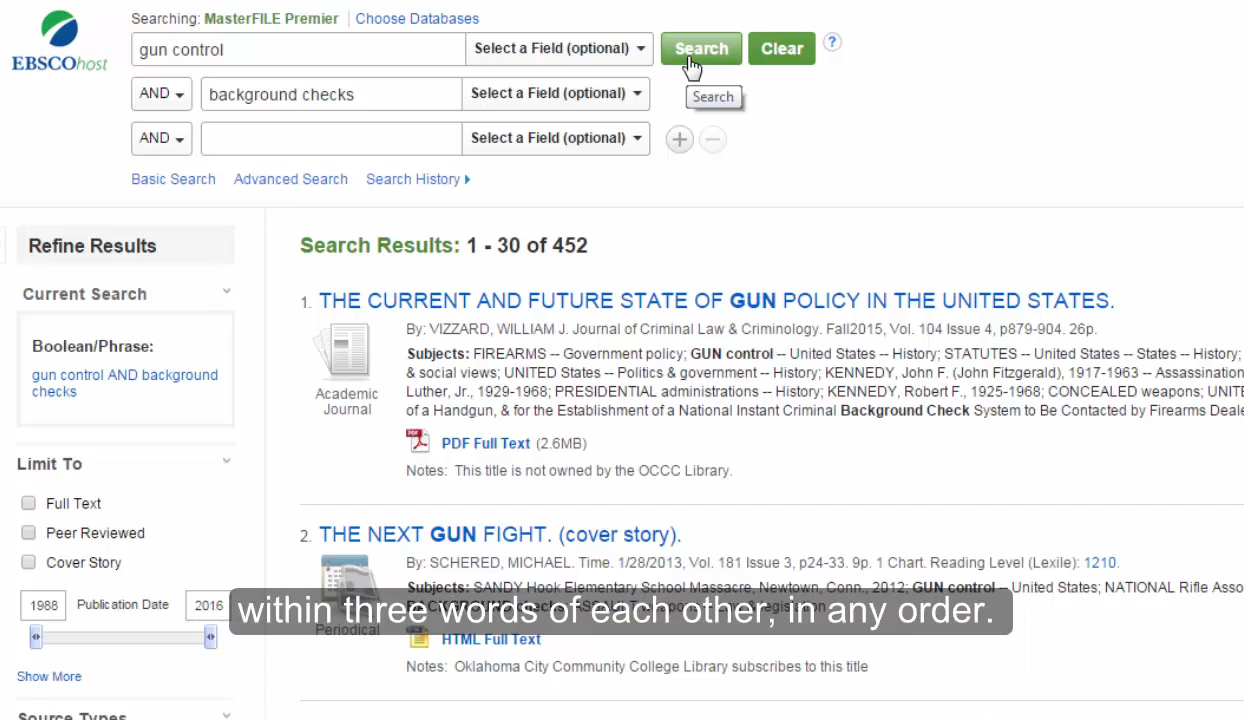 Searching: MasterFILE Premier | Choose Databases
EBSCOhost
gun control
Select a Field (optional)
Search
Clear
?
AND
background checks
Select a Field (optional)
Search
AND
Select a Field (optional)
Basic Search Advanced Search Search History
Refine Results
Current Search
Boolean/Phrase:
gun control AND background
checks
Limit To
Full Text
Peer Reviewed
Cover Story
1988 Publication Date 2016
Show More
Source Types
Search Results: 1 - 30 of 452
1. THE CURRENT AND FUTURE STATE OF GUN POLICY IN THE UNITED STATES.
Academic
Journal
By: VIZZARD, WILLIAM J. Journal of Criminal Law & Criminology. Fall2015, Vol. 104 Issue 4, p879-904. 26p.
Subjects: FIREARMS -- Government policy; GUN control -- United States -- History; STATUTES -- United States -- States -- History;
& social views; UNITED States -- Politics & government -- History; KENNEDY, John F. (John Fitzgerald), 1917-1963 -- Assassination
Luther, Jr., 1929-1968; PRESIDENTIAL administrations -- History; KENNEDY, Robert F., 1925-1968; CONCEALED weapons; UNITE
of a Handgun, & for the Establishment of a National Instant Criminal Background Check System to Be Contacted by Firearms Deale
PDF Full Text (2.6MB)
Notes: This title is not owned by the OCCC Library.
2. THE NEXT GUN FIGHT. (cover story).
Periodical
By: SCHERED, MICHAEL. Time. 1/28/2013, Vol. 181 Issue 3, p24-33. 9p. 1 Chart. Reading Level (Lexile): 1210.
Subjects: SANDY Hook Elementary School Massacre, Newtown, Conn., 2012; GUN control -- United States; NATIONAL Rifle Asso
BACKGROUND checks
within three words of each other, in any order.
HTML Full Text
Notes: Oklahoma City Community College Library subscribes to this title